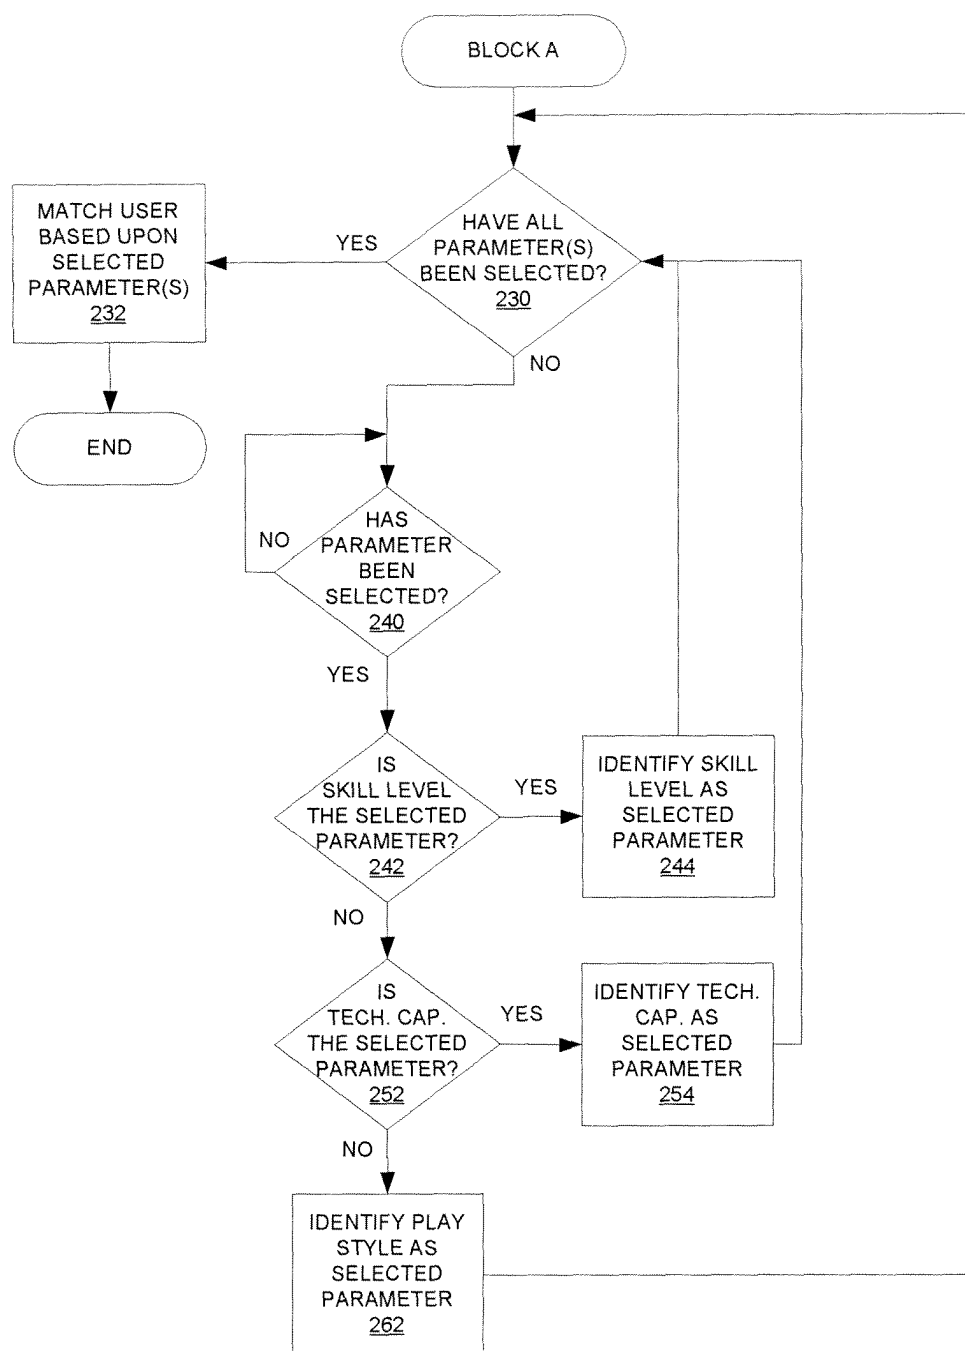 BLOCK A
HAVE ALL
PARAMETER(S)
BEEN SELECTED?
230
YES
MATCH USER
BASED UPON
SELECTED
PARAMETER(S)
232
END
NO
HAS
PARAMETER
BEEN
SELECTED?
240
NO
YES
IS
SKILL LEVEL
THE SELECTED
PARAMETER?
242
YES
IDENTIFY SKILL
LEVEL AS
SELECTED
PARAMETER
244
NO
IS
TECH. CAP.
THE SELECTED
PARAMETER?
252
YES
IDENTIFY TECH.
CAP. AS
SELECTED
PARAMETER
254
NO
IDENTIFY PLAY
STYLE AS
SELECTED
PARAMETER
262